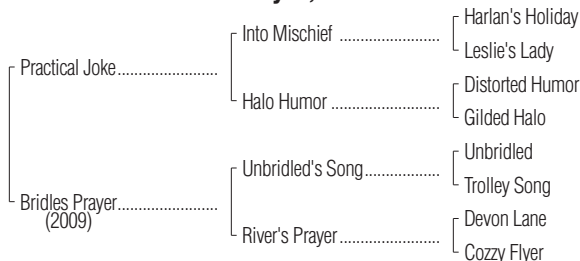 Harlan's Holiday
Into Mischief ....................
Leslie's Lady
Practical Joke........................
Distorted Humor
Halo Humor ......................
Gilded Halo
Unbridled
Unbridled's Song.................
Trolley Song
Bridles Prayer........................
(2009)
Devon Lane
River's Prayer ....................
Cozzy Flyer